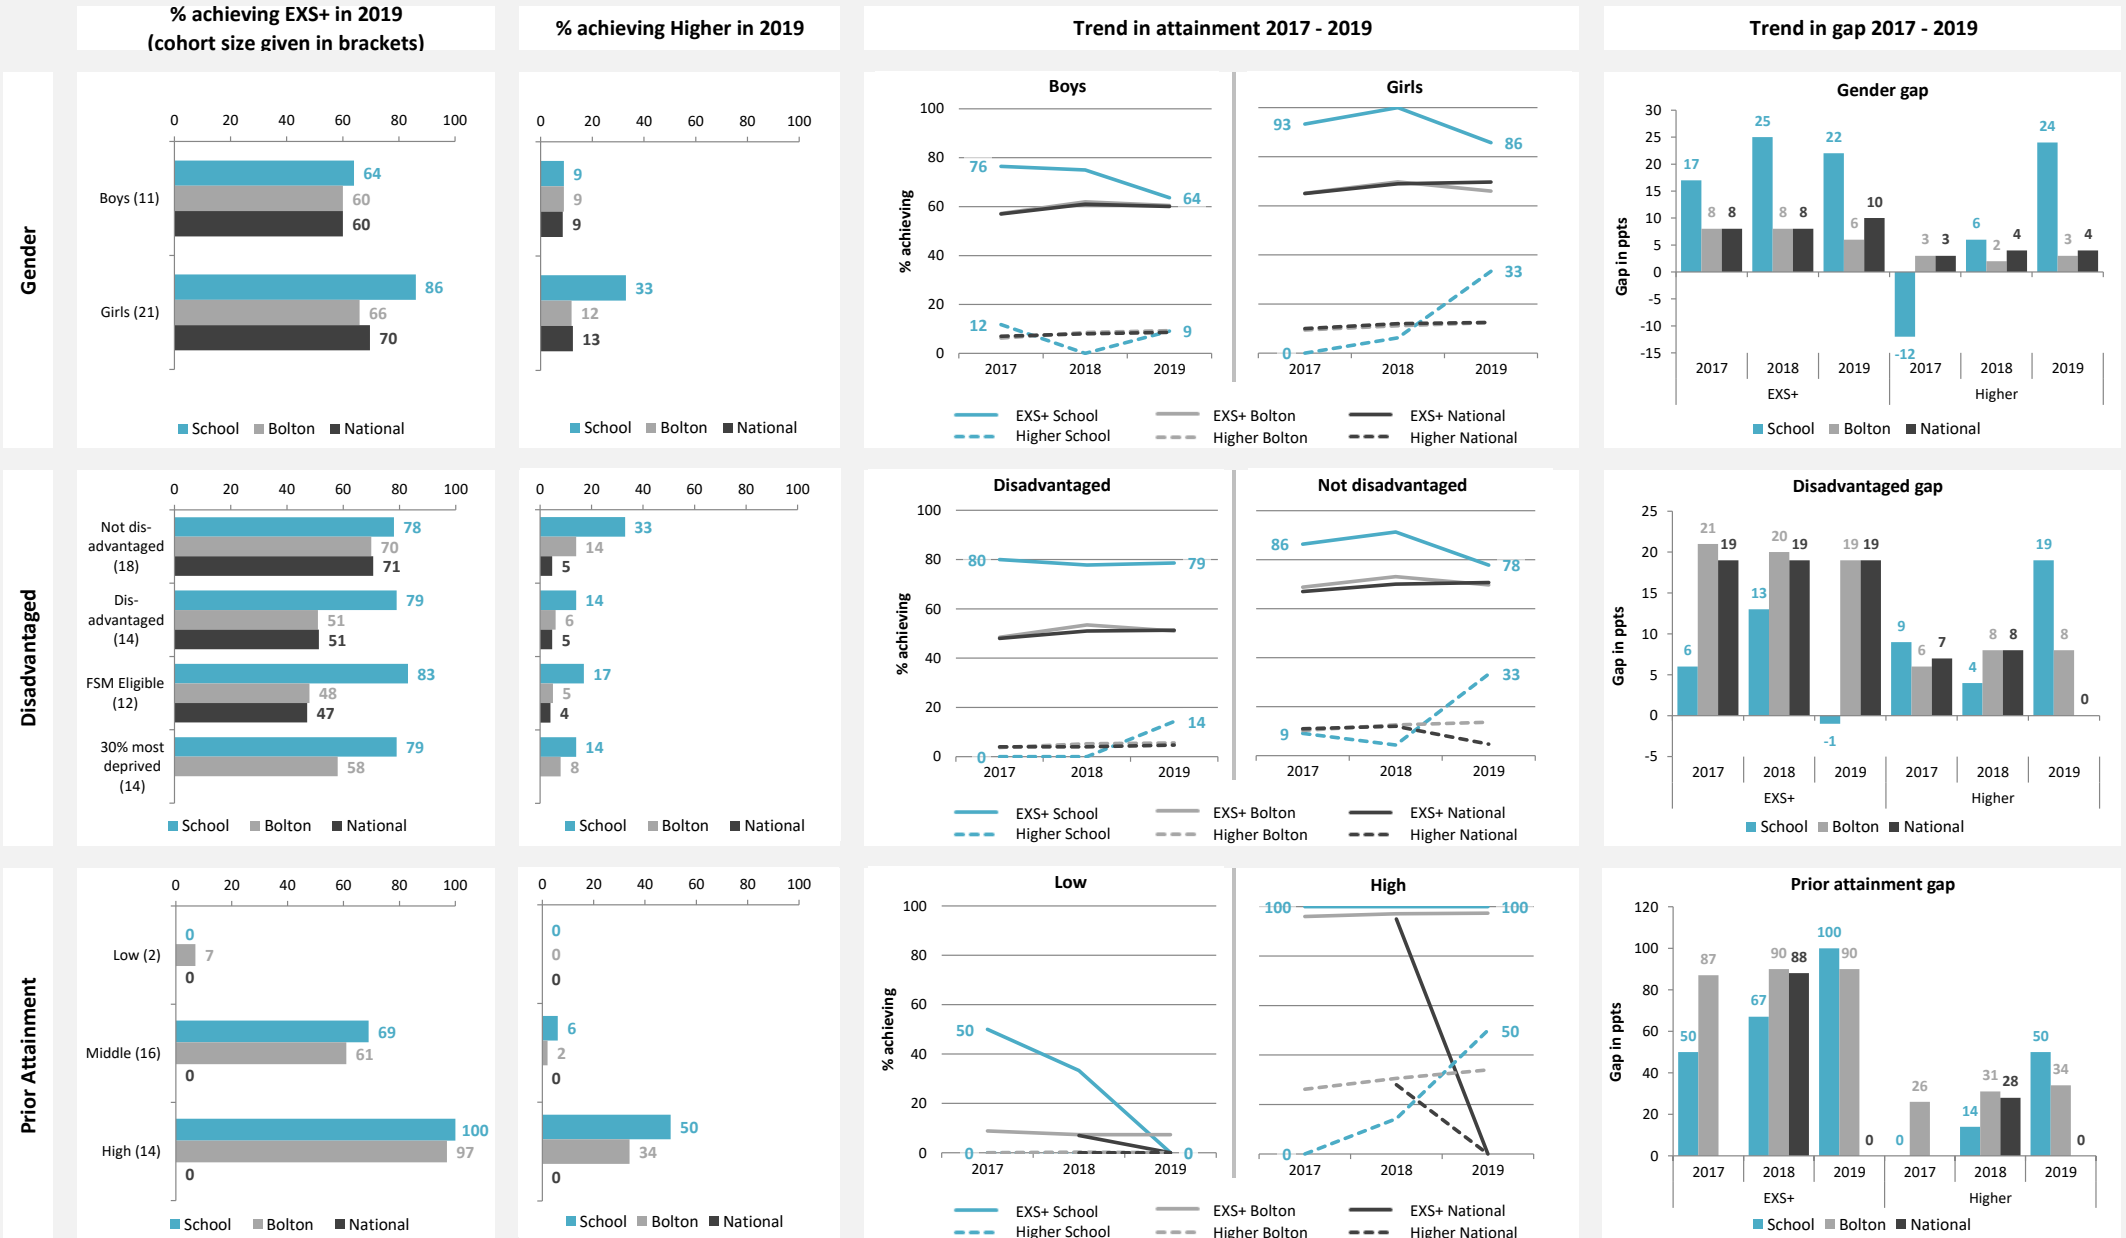 % achieving EXS+ in 2019
(cohort size given in brackets)
% achieving Higher in 2019
Trend in attainment 2017 - 2019
Trend in gap 2017 - 2019
Gender
0 20 40 60 80 100
Boys (11)
64
60
60
Girls (21)
86
66
70
School Bolton National
0 20 40 60 80 100
9
9
9
33
12
13
School Bolton National
Boys
% achieving
100
80
60
40
20
0
76
64
12
9
2017 2018 2019
Girls
93
86
33
0
2017 2018 2019
EXS+ School EXS+ Bolton EXS+ National
Higher School Higher Bolton Higher National
Gender gap
Gap in ppts
30
25
20
15
10
5
0
-5
-10
-15
17 8 8
25 8 8
22 6 10
-12 3 3
6 2 4
24 3 4
2017 2018 2019 2017 2018 2019
EXS+ Higher
School Bolton National
Disadvantaged
0 20 40 60 80 100
Not dis-
advantaged
(18)
78
70
71
Dis-
advantaged
(14)
79
51
51
FSM Eligible
(12)
83
48
47
30% most
deprived
(14)
79
58
School Bolton National
0 20 40 60 80 100
33
14
5
14
6
5
17
5
4
14
8
School Bolton National
Disadvantaged
% achieving
100
80
60
40
20
0
80
79
14
0
2017 2018 2019
Not disadvantaged
86
78
33
9
2017 2018 2019
EXS+ School EXS+ Bolton EXS+ National
Higher School Higher Bolton Higher National
Disadvantaged gap
Gap in ppts
25
20
15
10
5
0
-5
6 21 19
13 20 19
-1 19 19
9 6 7
4 8 8
19 8 0
2017 2018 2019 2017 2018 2019
EXS+ Higher
School Bolton National
Prior Attainment
0 20 40 60 80 100
Low (2)
0
7
0
Middle (16)
69
61
0
High (14)
100
97
0
School Bolton National
0 20 40 60 80 100
0
0
0
6
2
0
50
34
0
School Bolton National
Low
% achieving
100
80
60
40
20
0
50
0
0
2017 2018 2019
High
100
100
50
0
2017 2018 2019
EXS+ School EXS+ Bolton EXS+ National
Higher School Higher Bolton Higher National
Prior attainment gap
Gap in ppts
120
100
80
60
40
20
0
50 87
67 90 88
100 90 0
0 26
14 31 28
50 34 0
2017 2018 2019 2017 2018 2019
EXS+ Higher
School Bolton National